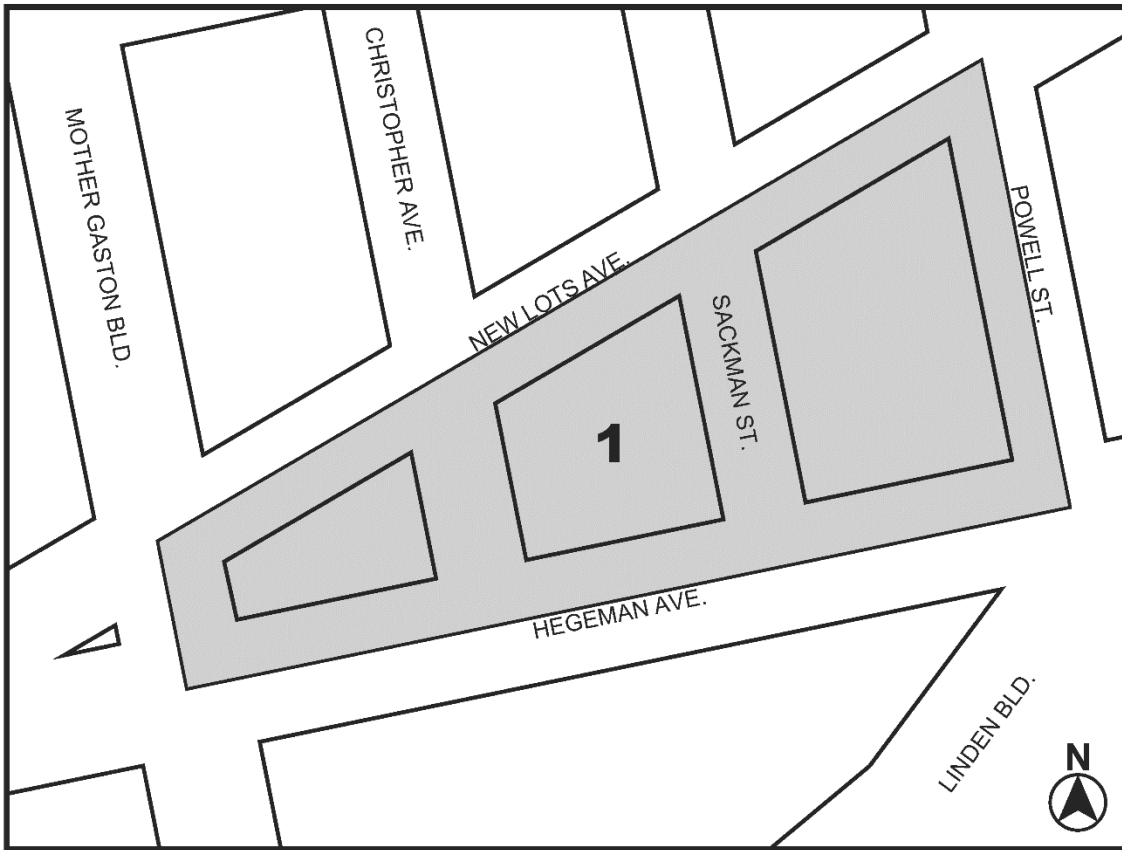 MOTHER GASTON BLD.
CHRISTOPHER AVE.
NEW LOTS AVE.
POWELL ST.
SACKMAN ST.
1
HEGEMAN AVE.
LINDEN BLD.
N